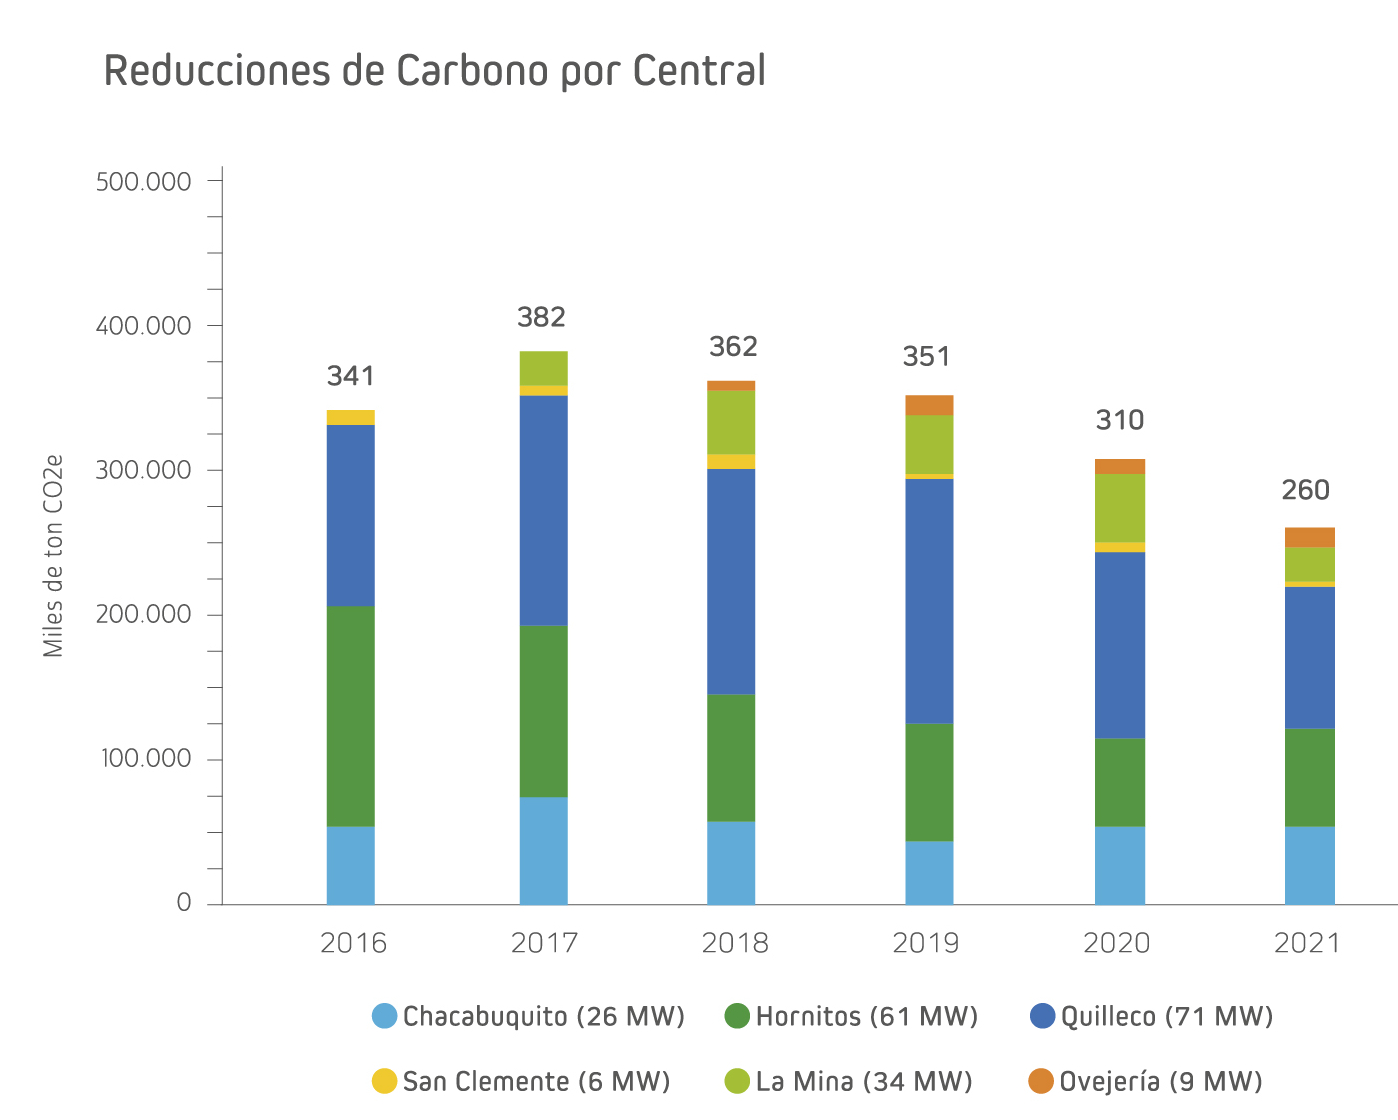 Reducciones de Carbono por Central
Miles de ton CO2e
500.000
400.000
300.000
200.000
100.000
0
341
382
362
351
310
260
2016
2017
2018
2019
2020
2021
Chacabuquito (26 MW)
Hornitos (61 MW)
Quilleco (71 MW)
San Clemente (6 MW)
La Mina (34 MW)
Ovejería (9 MW)